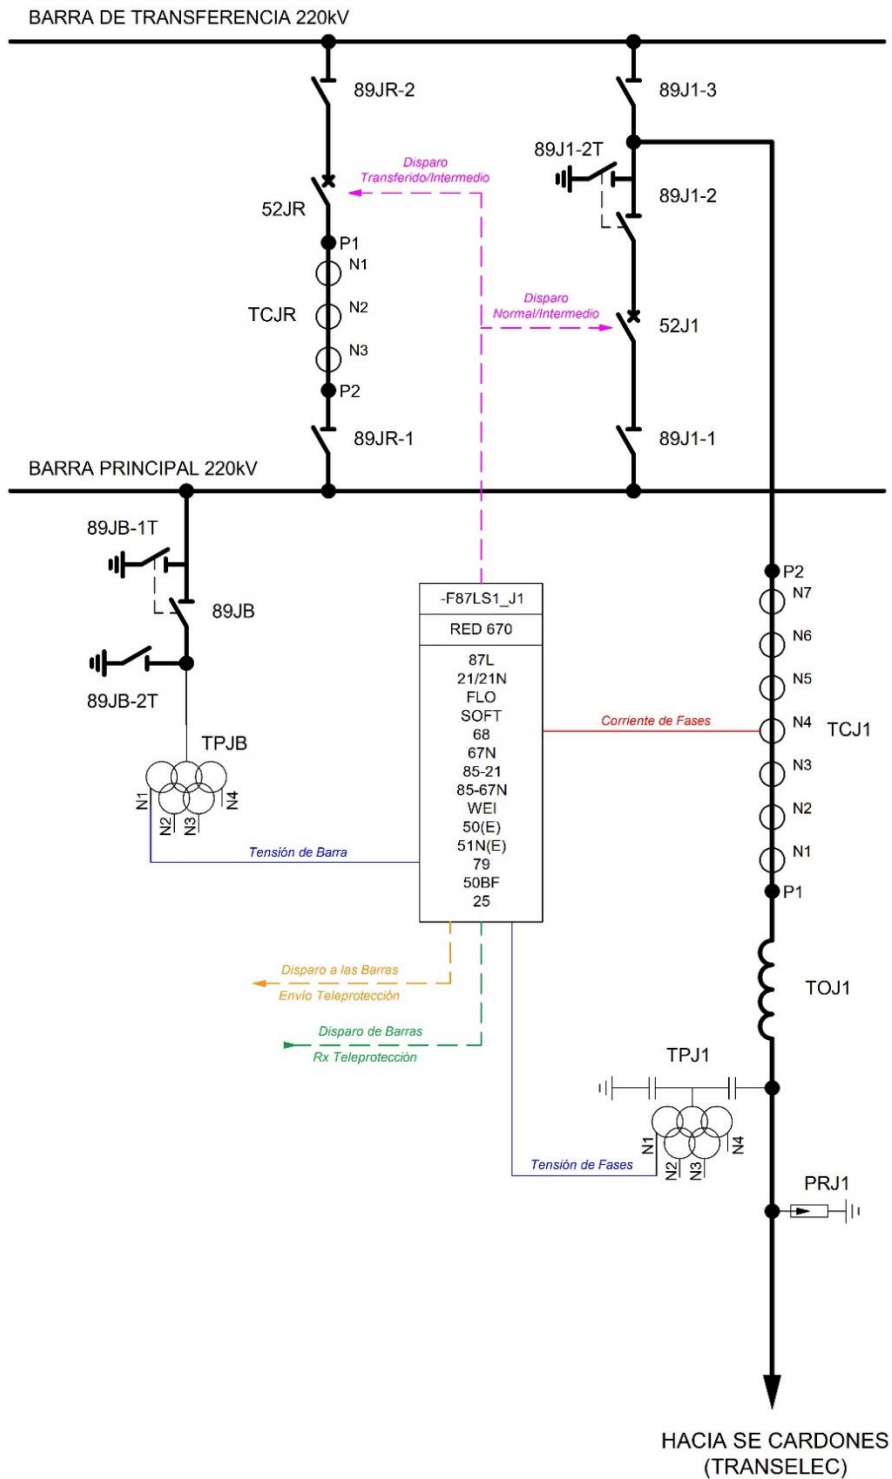 BARRA DE TRANSFERENCIA 220kV
89JR-2
89J1-3
Disparo
Transferido/Intermedio
89J1-2T
89J1-2
52JR
P1
N1
TCJR
N2
N3
P2
Disparo
Normal/Intermedio
52J1
89JR-1
89J1-1
BARRA PRINCIPAL 220kV
89JB-1T
89JB
89JB-2T
TPJB
N1
N2
N3
N4
Tensión de Barra
-F87LS1_J1
RED 670
87L
21/21N
FLO
SOFT
68
67N
85-21
85-67N
WEI
50(E)
51N(E)
79
50BF
25
Corriente de Fases
P2
N7
N6
N5
N4
TCJ1
N3
N2
N1
P1
Disparo a las Barras
Envío Teleprotección
Disparo de Barras
Rx Teleprotección
TOJ1
TPJ1
N1
N2
N3
N4
Tensión de Fases
PRJ1
HACIA SE CARDONES
(TRANSELEC)